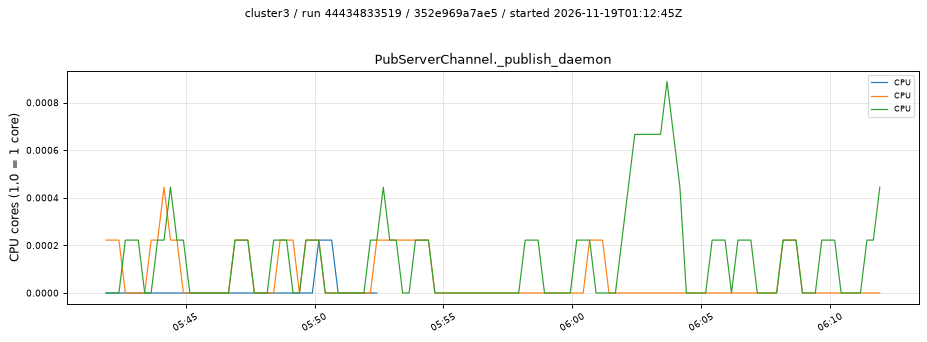 cluster3 / run 44434833519 / 352e969a7ae5 / started 2026-11-19T01:12:45Z
PubServerChannel._publish_daemon
CPU cores (1.0 = 1 core)
0.0008
0.0006
0.0004
0.0002
0.0000
CPU
CPU
CPU
05:45
05:50
05:55
06:00
06:05
06:10